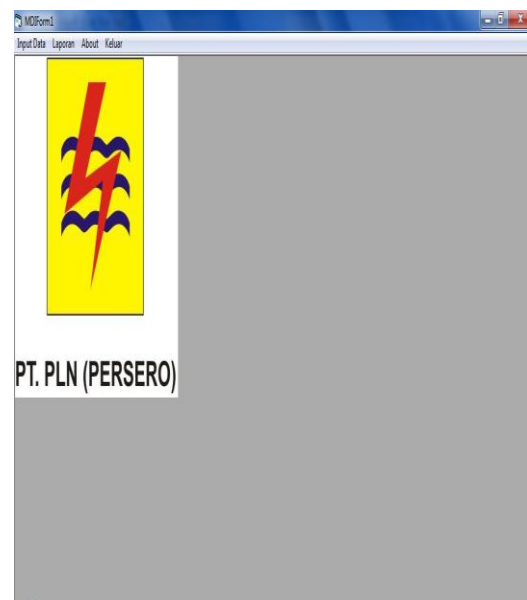 MDIForm1
Input Data Laporan About Keluar
PT. PLN (PERSERO)